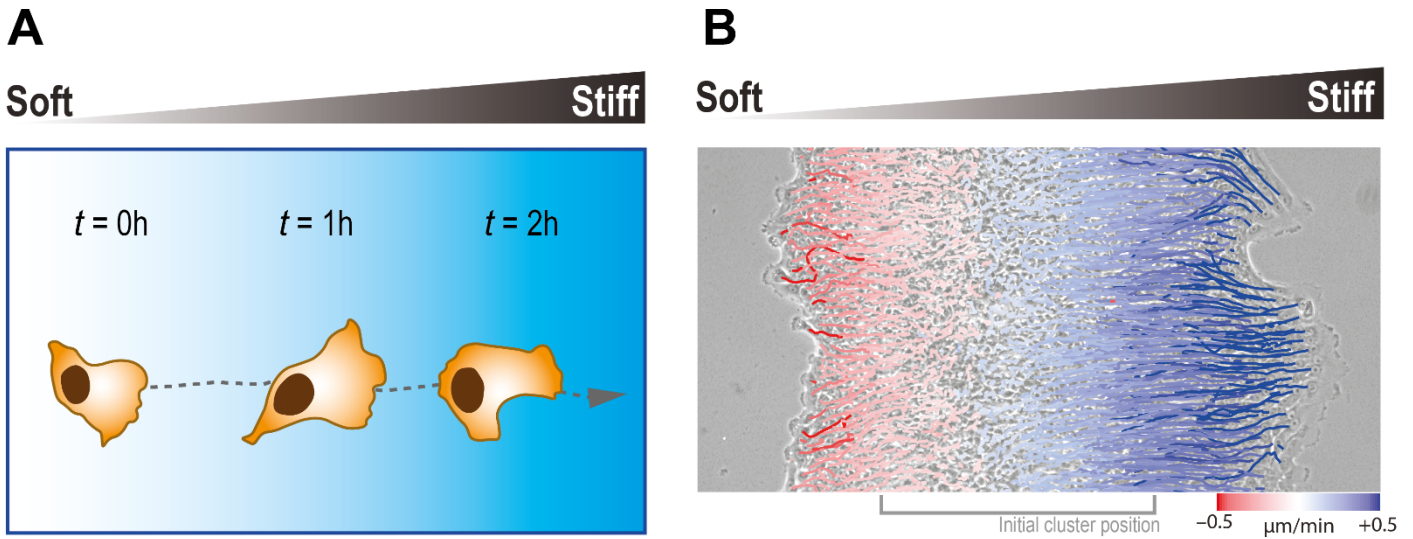 A
Soft
Stiff
t = 0h
t = 1h
t = 2h
B
Soft
Stiff
Initial cluster position
–0.5
μm/min
+0.5